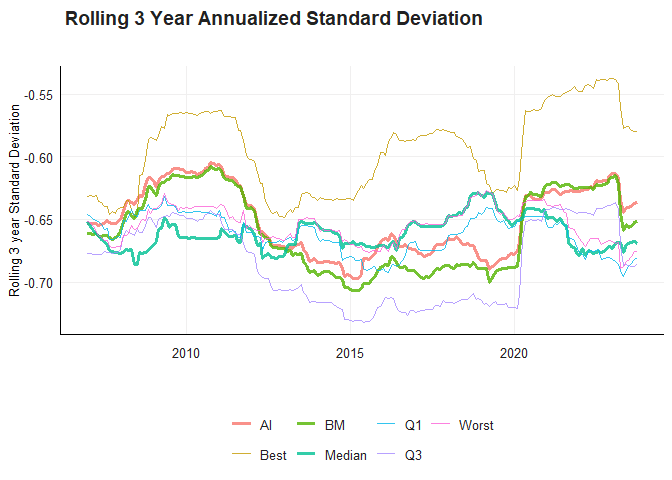 Rolling 3 Year Annualized Standard Deviation
Rolling 3 year Standard Deviation
-0.55
-0.60
-0.65
-0.70
2010 2015 2020
AI BM Q1 Worst
Best Median Q3